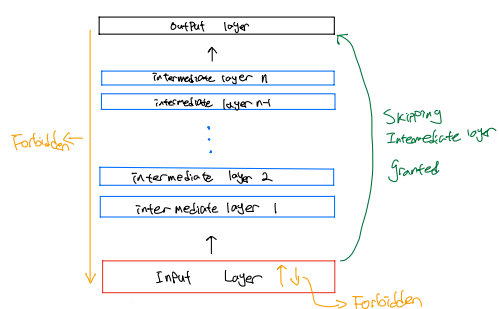 output layer
intermediate layer n
intermediate layer n-1
Forbidden
Skipping
Intermediate layer
Granted
intermediate layer 2
intermediate layer 1
Input Layer
Forbidden